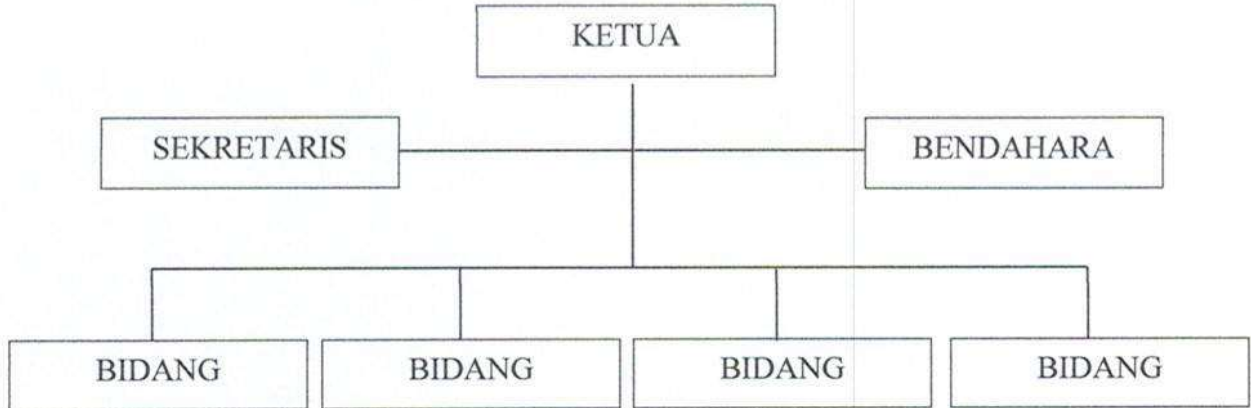 KETUA
SEKRETARIS
BENDAHARA
BIDANG
BIDANG
BIDANG
BIDANG